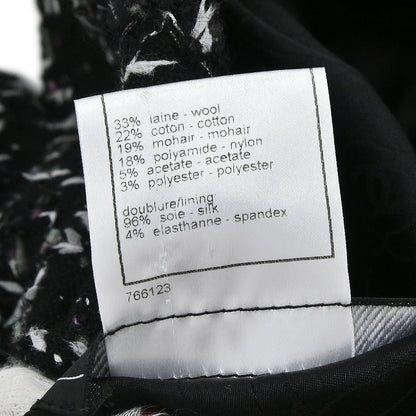 33% laine - wool
22% coton - cotton
19% mohair - mohair
18% polyamide - nylon
5% acetate - acetate
3% polyester - polyester
doublure/lining
96% soie - silk
4% elasthanne - spandex
766123